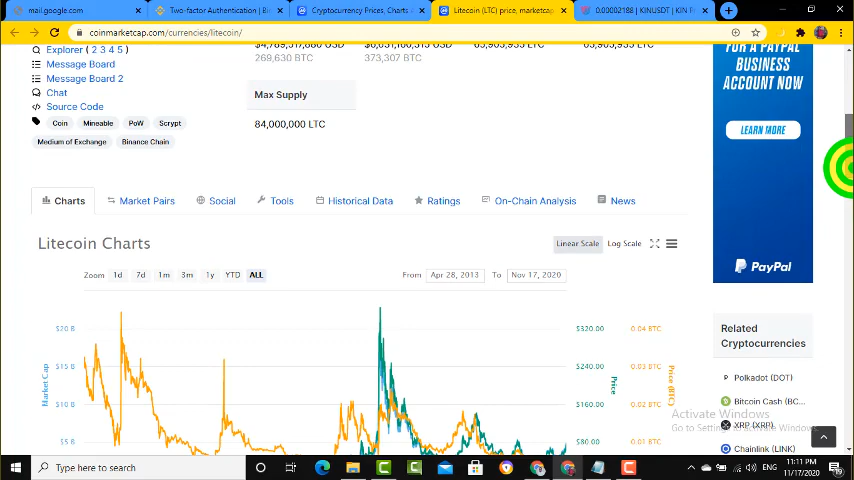 mail.google.com
Two-factor Authentication | Bin
Cryptocurrency Prices, Charts A
Litecoin (LTC) price, marketcap
0.00002188 | KINUSDT | KIN P
coinmarketcap.com/currencies/litecoin/
Explorer ( 2 3 4 5 )
Message Board
Message Board 2
Chat
Source Code
Coin Mineable PoW Scrypt
Medium of Exchange Binance Chain
269,630 BTC
373,307 BTC
Max Supply
84,000,000 LTC
FOR A PAYPAL
BUSINESS
ACCOUNT NOW
LEARN MORE
PayPal
Charts Market Pairs Social Tools Historical Data Ratings On-Chain Analysis News
Litecoin Charts
Linear Scale Log Scale
Zoom 1d 7d 1m 3m 1y YTD ALL
From Apr 28, 2013 To Nov 17, 2020
$20 B
$15 B
$10 B
$5 B
Market Cap
$320.00
$240.00
$160.00
$80.00
Price
0.04 BTC
0.03 BTC
0.02 BTC
0.01 BTC
Price (BTC)
Related
Cryptocurrencies
Polkadot (DOT)
Bitcoin Cash (BC...
XRP (XRP)
Chainlink (LINK)
Activate Windows
Go to Settings to Activate Windows.
Type here to search
ENG
11:11 PM
11/17/2020